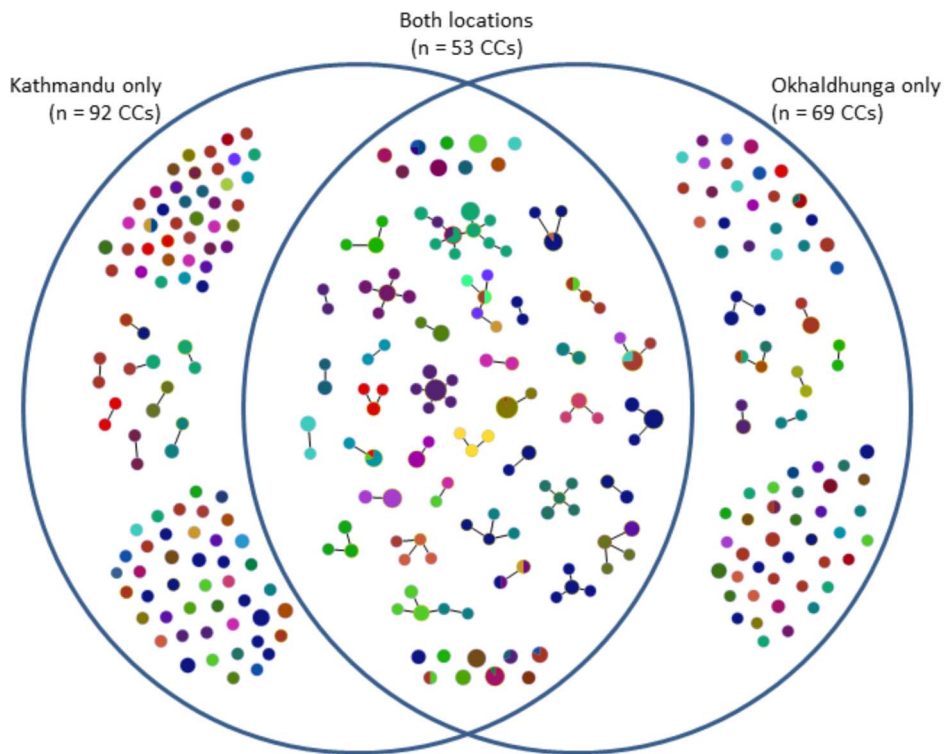 Both locations
(n = 53 CCs)
Kathmandu only
(n = 92 CCs)
Okhaldhunga only
(n = 69 CCs)